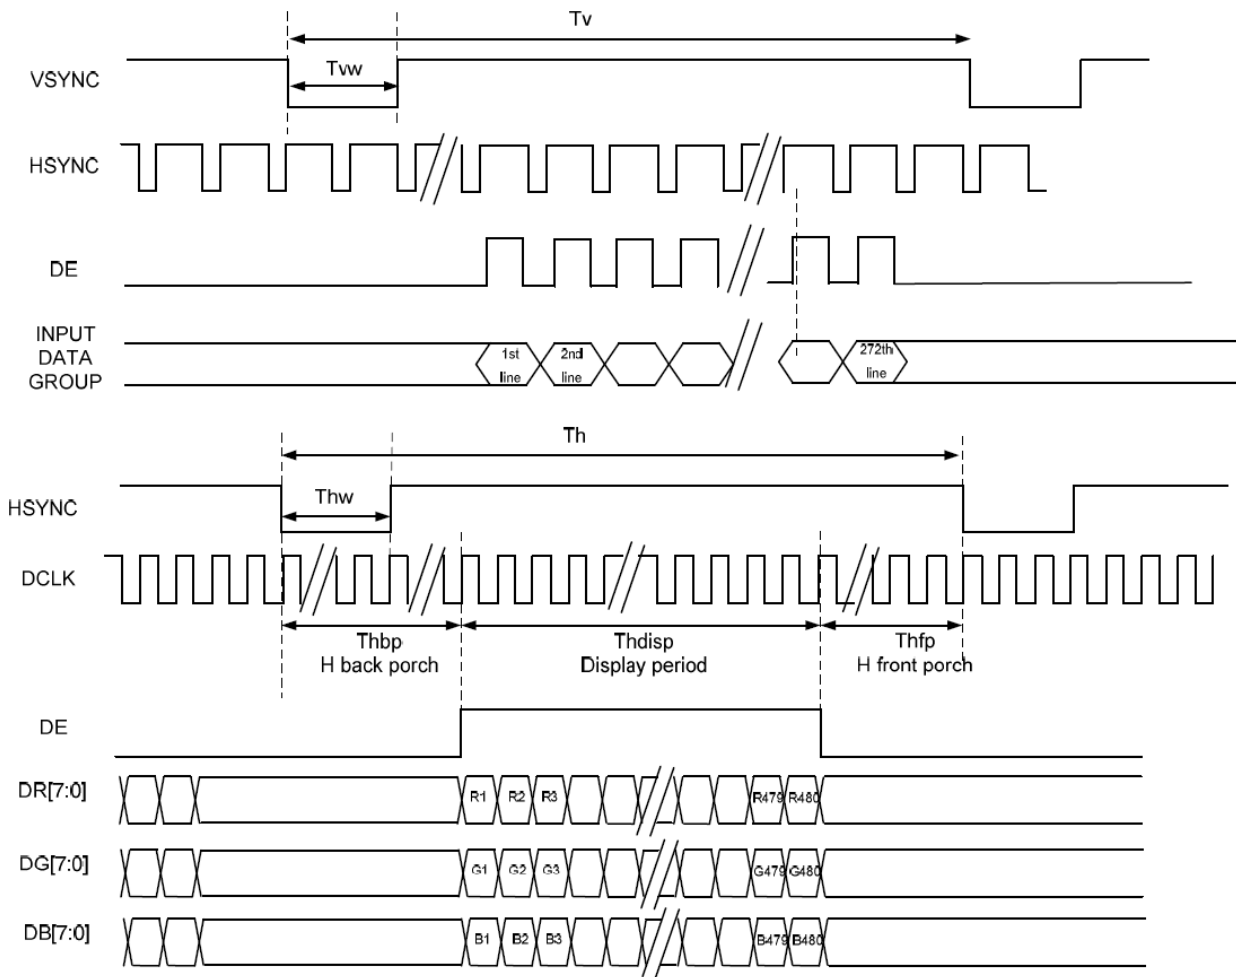 Tv
VSYNC
Tvw
HSYNC
DE
INPUT
DATA
GROUP
1st
line
2nd
line
272th
line
Th
HSYNC
Thw
DCLK
Thbp
H back porch
Thdisp
Display period
Thfp
H front porch
DE
DR[7:0]
R1 R2 R3 R479 R480
DG[7:0]
G1 G2 G3 G479 G480
DB[7:0]
B1 B2 B3 B479 B480